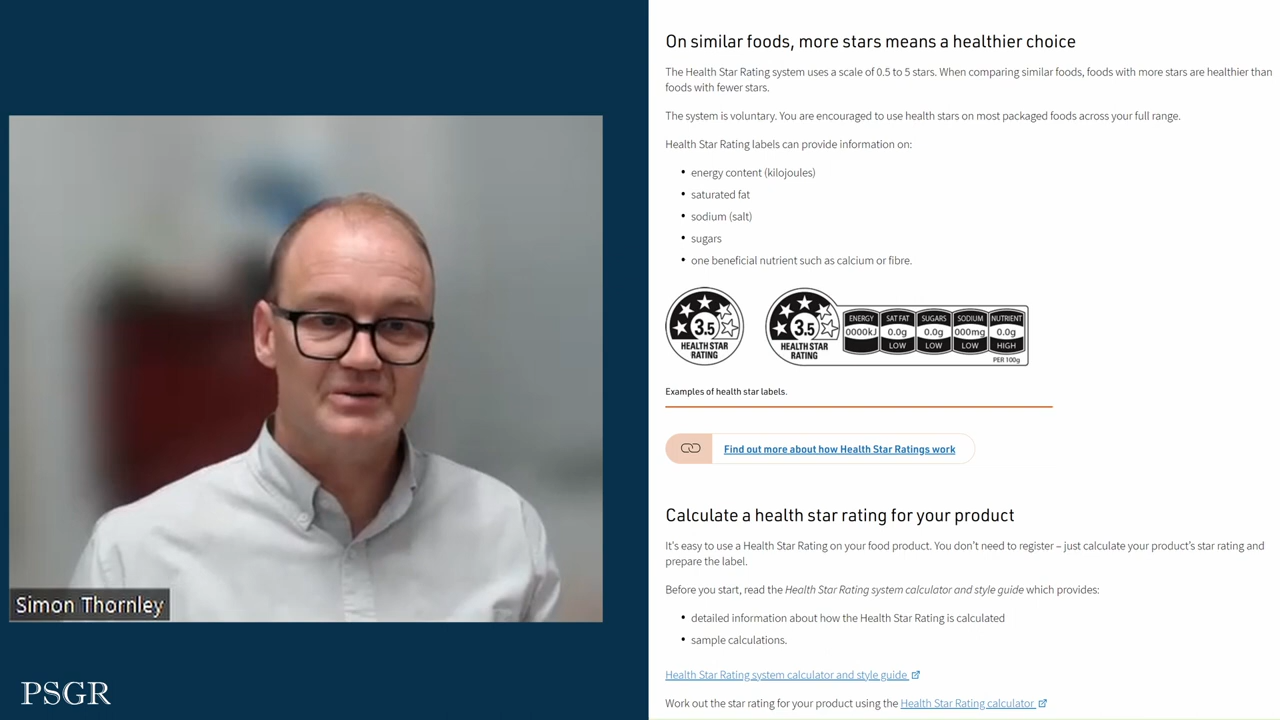 Simon Thornley
PSGR
On similar foods, more stars means a healthier choice
The Health Star Rating system uses a scale of 0.5 to 5 stars. When comparing similar foods, foods with more stars are healthier than
foods with fewer stars.
The system is voluntary. You are encouraged to use health stars on most packaged foods across your full range.
Health Star Rating labels can provide information on:
• energy content (kilojoules)
• saturated fat
• sodium (salt)
• sugars
• one beneficial nutrient such as calcium or fibre.
3.5
HEALTH STAR
RATING
3.5
HEALTH STAR
RATING
ENERGY SAT FAT SUGARS SODIUM NUTRIENT
0000kJ 0.0g 0.0g 000mg 0.0g
LOW LOW LOW HIGH
PER 100g
Examples of health star labels.
Find out more about how Health Star Ratings work
Calculate a health star rating for your product
It's easy to use a Health Star Rating on your food product. You don't need to register – just calculate your product's star rating and
prepare the label.
Before you start, read the Health Star Rating system calculator and style guide which provides:
• detailed information about how the Health Star Rating is calculated
• sample calculations.
Health Star Rating system calculator and style guide
Work out the star rating for your product using the Health Star Rating calculator